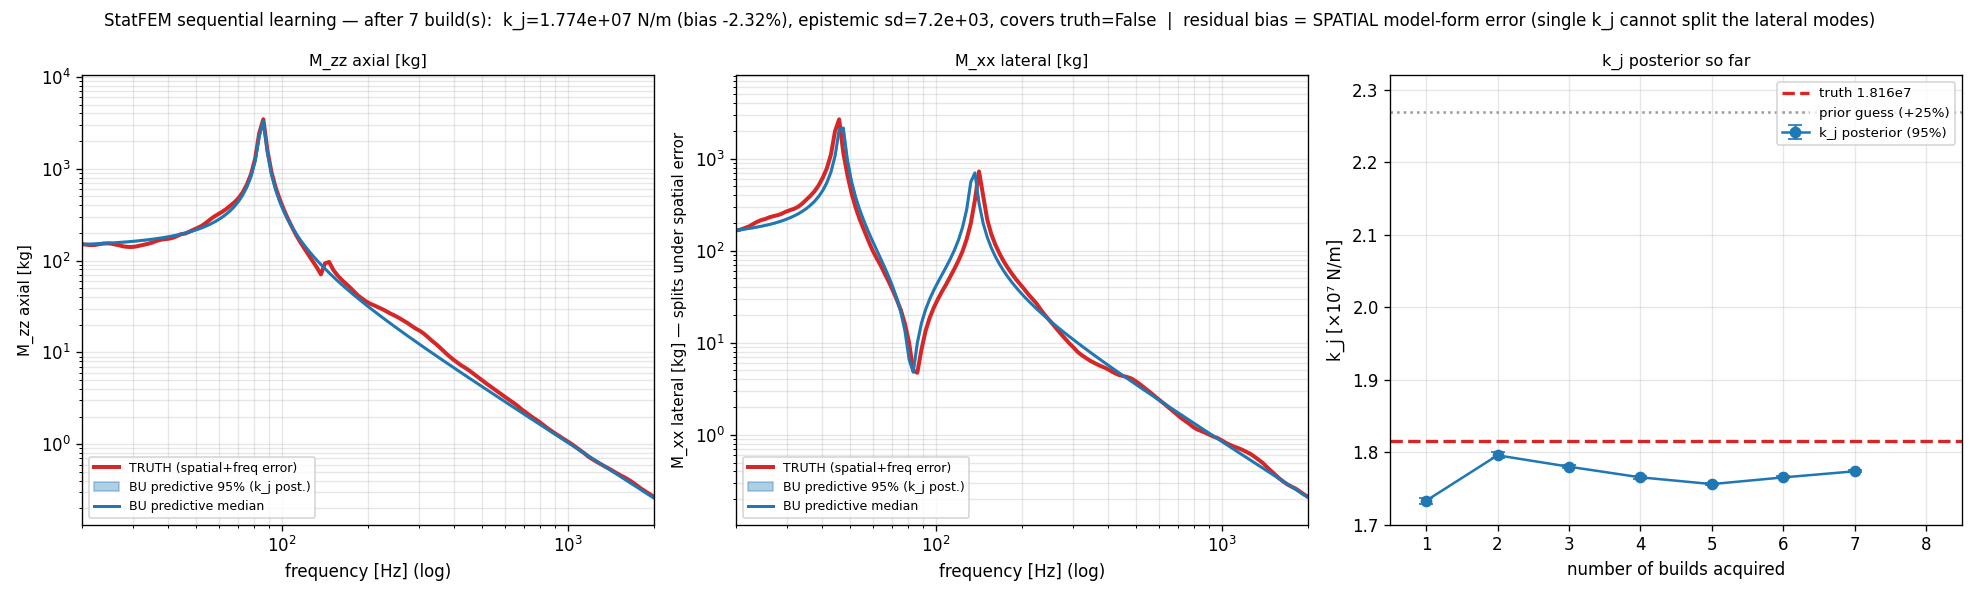 StatFEM sequential learning — after 7 build(s):  k_j=1.774e+07 N/m (bias -2.32%), epistemic sd=7.2e+03, covers truth=False  |  residual bias = SPATIAL model-form error (single k_j cannot split the lateral modes)
M_zz axial [kg]
M_zz axial [kg]
10⁴
10³
10²
10¹
10⁰
TRUTH (spatial+freq error)
BU predictive 95% (k_j post.)
BU predictive median
10²
10³
frequency [Hz] (log)
M_xx lateral [kg]
M_xx lateral [kg] — splits under spatial error
10³
10²
10¹
10⁰
TRUTH (spatial+freq error)
BU predictive 95% (k_j post.)
BU predictive median
10²
10³
frequency [Hz] (log)
k_j posterior so far
k_j [×10⁷ N/m]
2.3
2.2
2.1
2.0
1.9
1.8
1.7
truth 1.816e7
prior guess (+25%)
k_j posterior (95%)
1
2
3
4
5
6
7
8
number of builds acquired